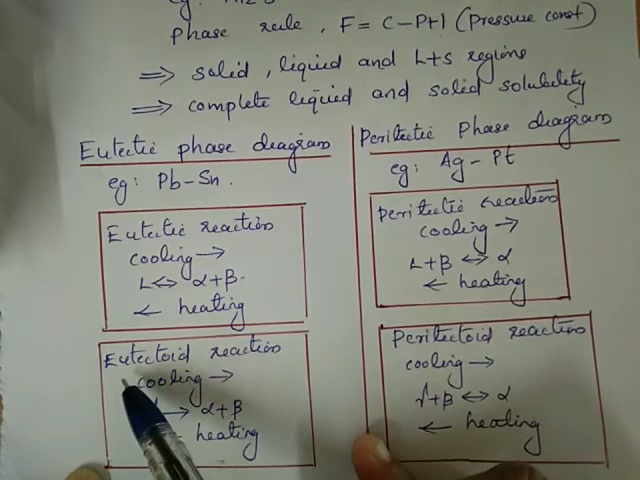 phase rule, F = C-P+1 (Pressure const)
⇒ solid, liquid and L+S regions
⇒ complete liquid and solid solubility
Eutectic phase diagram
eg: Pb-Sn.
Eutectic reaction
cooling →
L ↔ α+β
← heating
Eutectoid reaction
cooling →
→ α+β
heating
Peritectic Phase diagram
eg: Ag-Pt
Peritectic reaction
cooling →
L+β ↔ α
← heating
Peritectoid reaction
cooling →
γ+β ↔ α
← heating